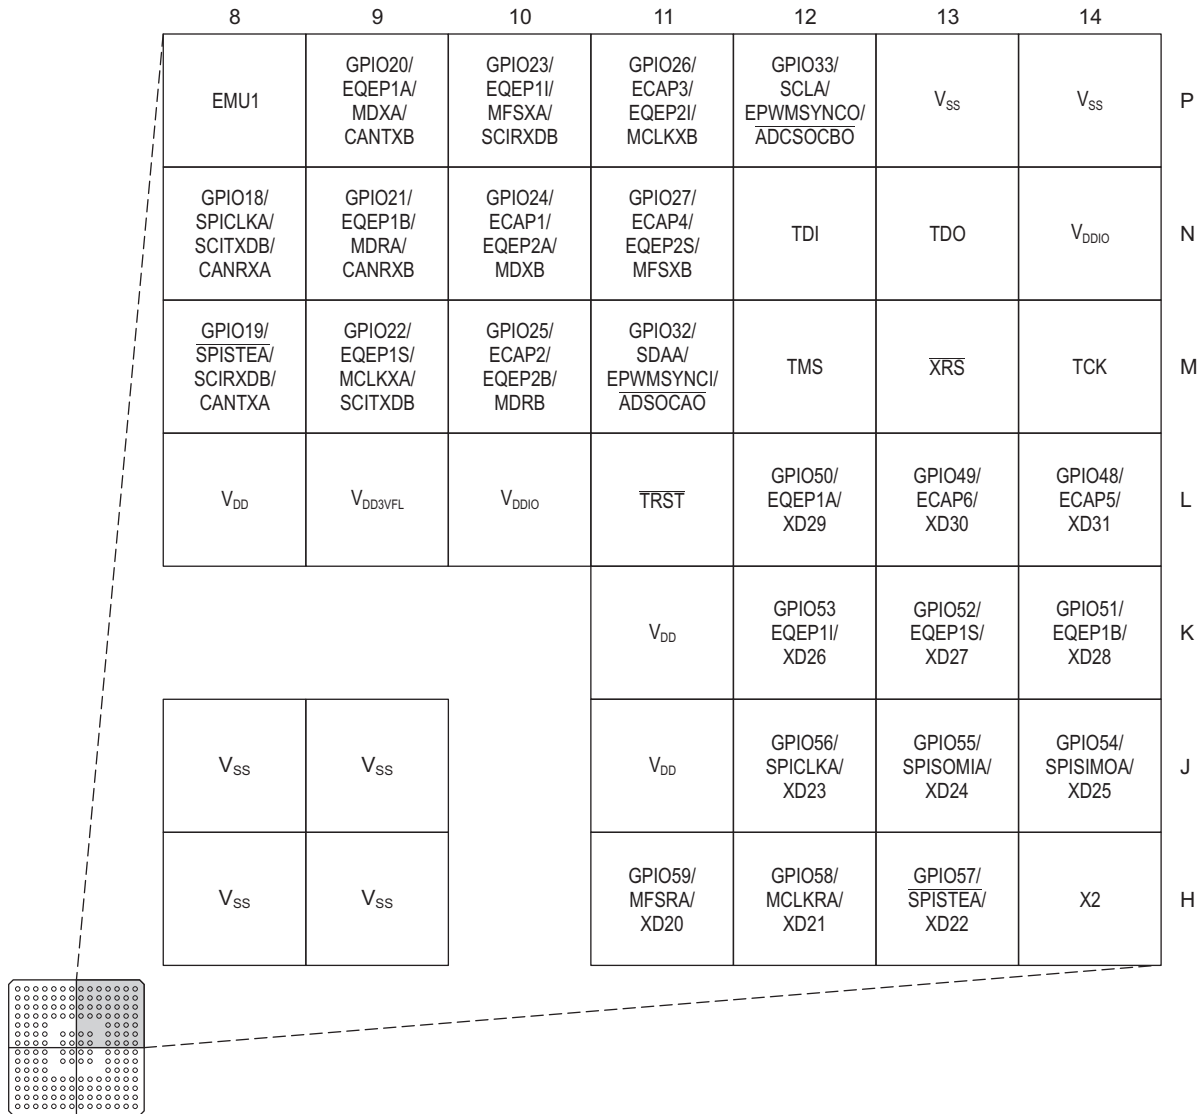 8 9 10 11 12 13 14
EMU1
GPIO20/
EQEP1A/
MDXA/
CANTXB
GPIO23/
EQEP1I/
MFSXA/
SCIRXDB
GPIO26/
ECAP3/
EQEP2I/
MCLKXB
GPIO33/
SCLA/
EPWMSYNCO/
ADCSOCBO
VSS
VSS
P
GPIO18/
SPICLKA/
SCITXDB/
CANRXA
GPIO21/
EQEP1B/
MDRA/
CANRXB
GPIO24/
ECAP1/
EQEP2A/
MDXB
GPIO27/
ECAP4/
EQEP2S/
MFSXB
TDI
TDO
VDDIO
N
GPIO19/
SPISTEA/
SCIRXDB/
CANTXA
GPIO22/
EQEP1S/
MCLKXA/
SCITXDB
GPIO25/
ECAP2/
EQEP2B/
MDRB
GPIO32/
SDAA/
EPWMSYNCI/
ADSOCAO
TMS
XRS
TCK
M
VDD
VDD3VFL
VDDIO
TRST
GPIO50/
EQEP1A/
XD29
GPIO49/
ECAP6/
XD30
GPIO48/
ECAP5/
XD31
L
VDD
GPIO53
EQEP1I/
XD26
GPIO52/
EQEP1S/
XD27
GPIO51/
EQEP1B/
XD28
K
VSS
VSS
VDD
GPIO56/
SPICLKA/
XD23
GPIO55/
SPISOMIA/
XD24
GPIO54/
SPISIMOA/
XD25
J
VSS
VSS
GPIO59/
MFSRA/
XD20
GPIO58/
MCLKRA/
XD21
GPIO57/
SPISTEA/
XD22
X2
H